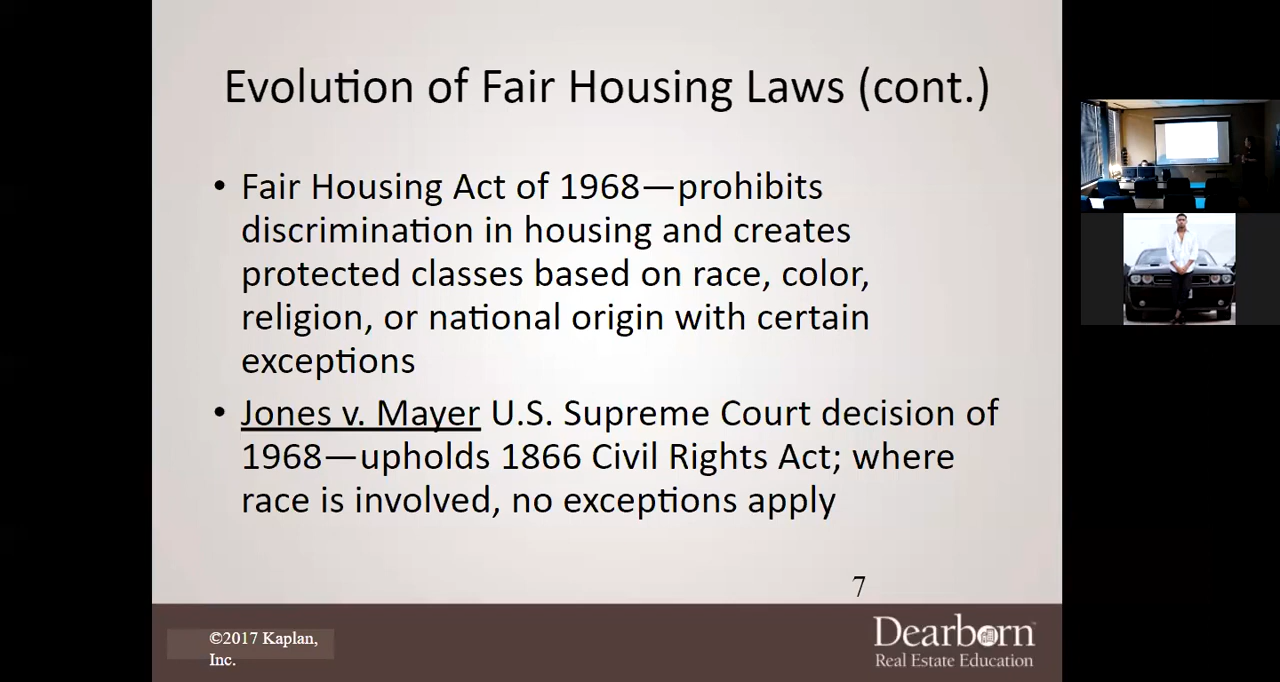 Evolution of Fair Housing Laws (cont.)
• Fair Housing Act of 1968—prohibits
discrimination in housing and creates
protected classes based on race, color,
religion, or national origin with certain
exceptions
• Jones v. Mayer U.S. Supreme Court decision of
1968—upholds 1866 Civil Rights Act; where
race is involved, no exceptions apply
7
©2017 Kaplan,
Inc.
Dearborn™
Real Estate Education